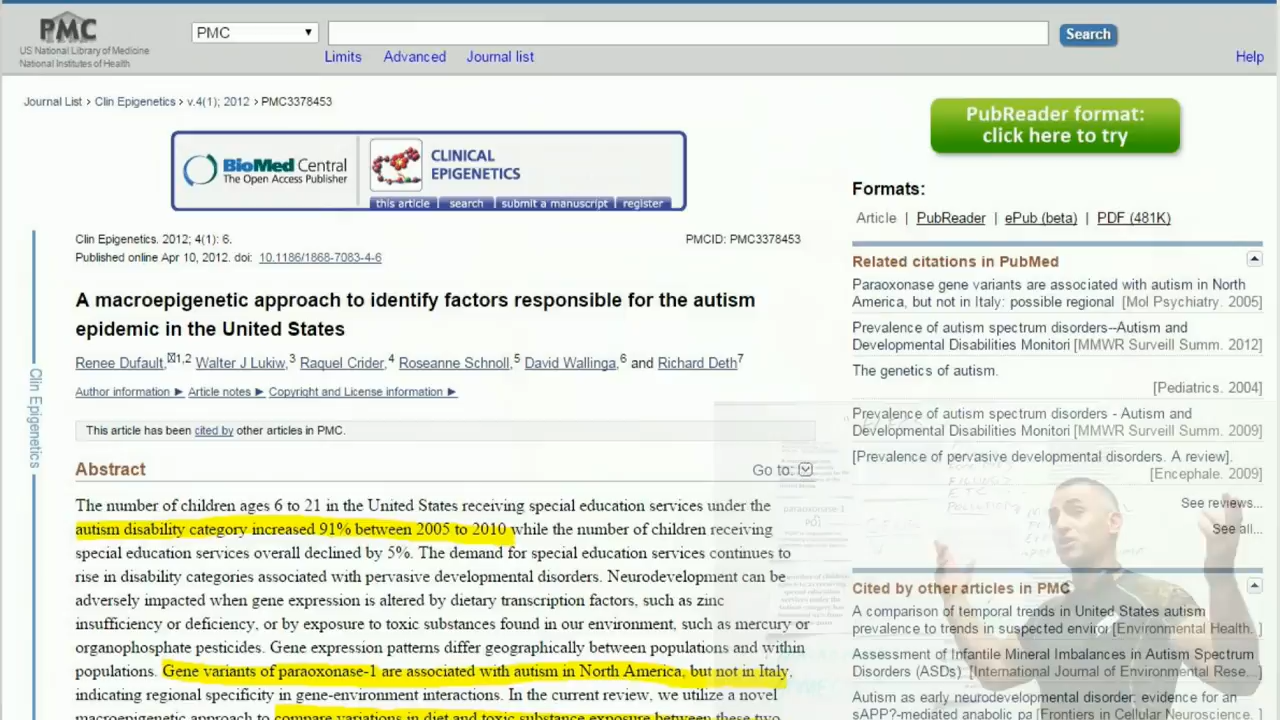 PMC
US National Library of Medicine
National Institutes of Health
PMC
Search
Limits Advanced Journal list
Help
Journal List > Clin Epigenetics > v.4(1); 2012 > PMC3378453
BioMed Central
The Open Access Publisher
CLINICAL
EPIGENETICS
this article search submit a manuscript register
PubReader format:
click here to try
Clin Epigenetics. 2012; 4(1): 6.
PMCID: PMC3378453
Published online Apr 10, 2012. doi: 10.1186/1868-7083-4-6
A macroepigenetic approach to identify factors responsible for the autism
epidemic in the United States
Renee Dufault,1,2 Walter J Lukiw,3 Raquel Crider,4 Roseanne Schnoll,5 David Wallinga,6 and Richard Deth7
Author information ► Article notes ► Copyright and License information ►
This article has been cited by other articles in PMC.
Clin Epigenetics
Abstract
Go to:
The number of children ages 6 to 21 in the United States receiving special education services under the
autism disability category increased 91% between 2005 to 2010 while the number of children receiving
special education services overall declined by 5%. The demand for special education services continues to
rise in disability categories associated with pervasive developmental disorders. Neurodevelopment can be
adversely impacted when gene expression is altered by dietary transcription factors, such as zinc
insufficiency or deficiency, or by exposure to toxic substances found in our environment, such as mercury or
organophosphate pesticides. Gene expression patterns differ geographically between populations and within
populations. Gene variants of paraoxonase-1 are associated with autism in North America, but not in Italy,
indicating regional specificity in gene-environment interactions. In the current review, we utilize a novel
macroepigenetic approach to compare variations in diet and toxic substance exposure between these two
Formats:
Article | PubReader | ePub (beta) | PDF (481K)
Related citations in PubMed
Paraoxonase gene variants are associated with autism in North
America, but not in Italy: possible regional [Mol Psychiatry. 2005]
Prevalence of autism spectrum disorders--Autism and
Developmental Disabilities Monitori [MMWR Surveill Summ. 2012]
The genetics of autism.
[Pediatrics. 2004]
Prevalence of autism spectrum disorders - Autism and
Developmental Disabilities Monitori [MMWR Surveill Summ. 2009]
[Prevalence of pervasive developmental disorders. A review].
[Encephale. 2009]
See reviews...
See all...
Cited by other articles in PMC
A comparison of temporal trends in United States autism
prevalence to trends in suspected enviror [Environmental Health. ]
Assessment of Infantile Mineral Imbalances in Autism Spectrum
Disorders (ASDs) [International Journal of Environmental Rese... ]
Autism as early neurodevelopmental disorder: evidence for an
sAPP?-mediated anabolic pa [Frontiers in Cellular Neuroscience. ]